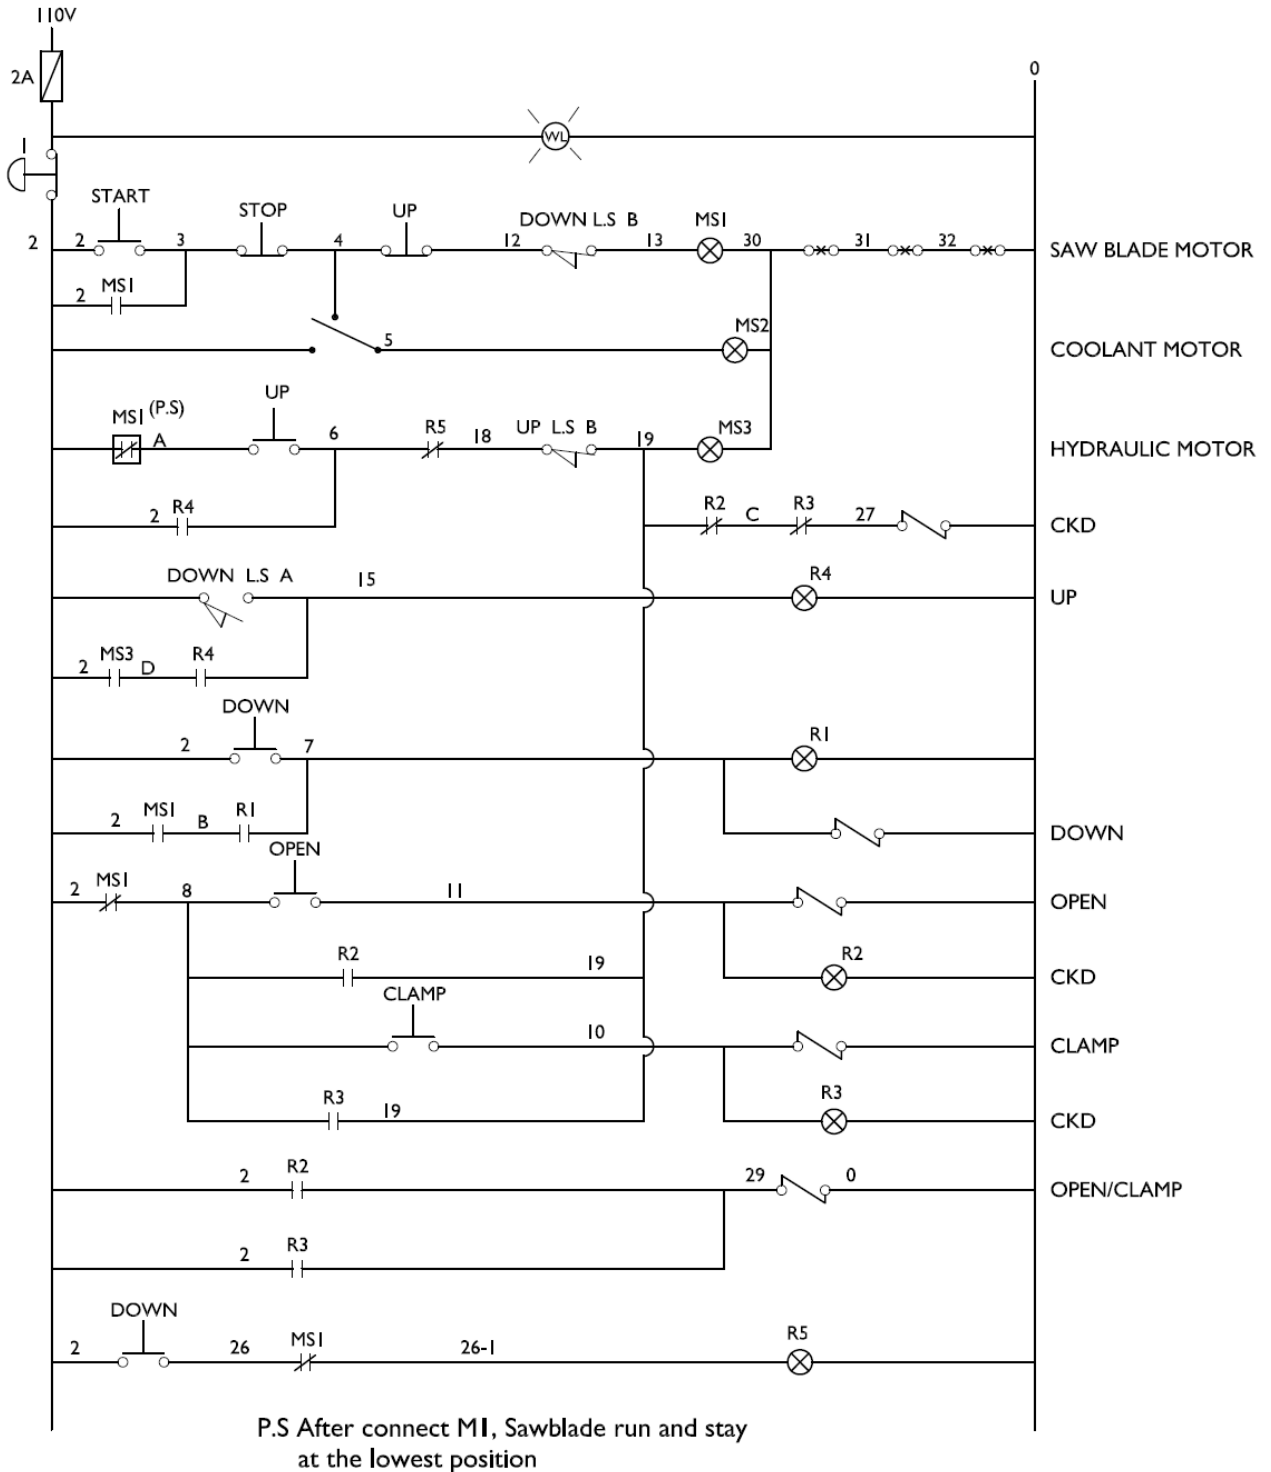 110V
0
2A
WL
START
STOP
UP
DOWN L.S B
MS1
2 2 3 4 12 13 30 31 32 SAW BLADE MOTOR
2 MS1
MS2
5 COOLANT MOTOR
UP
MS1 (P.S)
A 6 R5 18 UP L.S B 19 MS3 HYDRAULIC MOTOR
2 R4 R2 C R3 27 CKD
DOWN L.S A 15 R4 UP
2 MS3 D R4
DOWN
2 7 R1
2 MS1 B R1 DOWN
OPEN
2 MS1 8 11 OPEN
R2 19 R2 CKD
CLAMP
10 CLAMP
R3 19 R3 CKD
2 R2 29 0 OPEN/CLAMP
2 R3
DOWN
2 26 MS1 26-1 R5
P.S After connect M1, Sawblade run and stay
at the lowest position